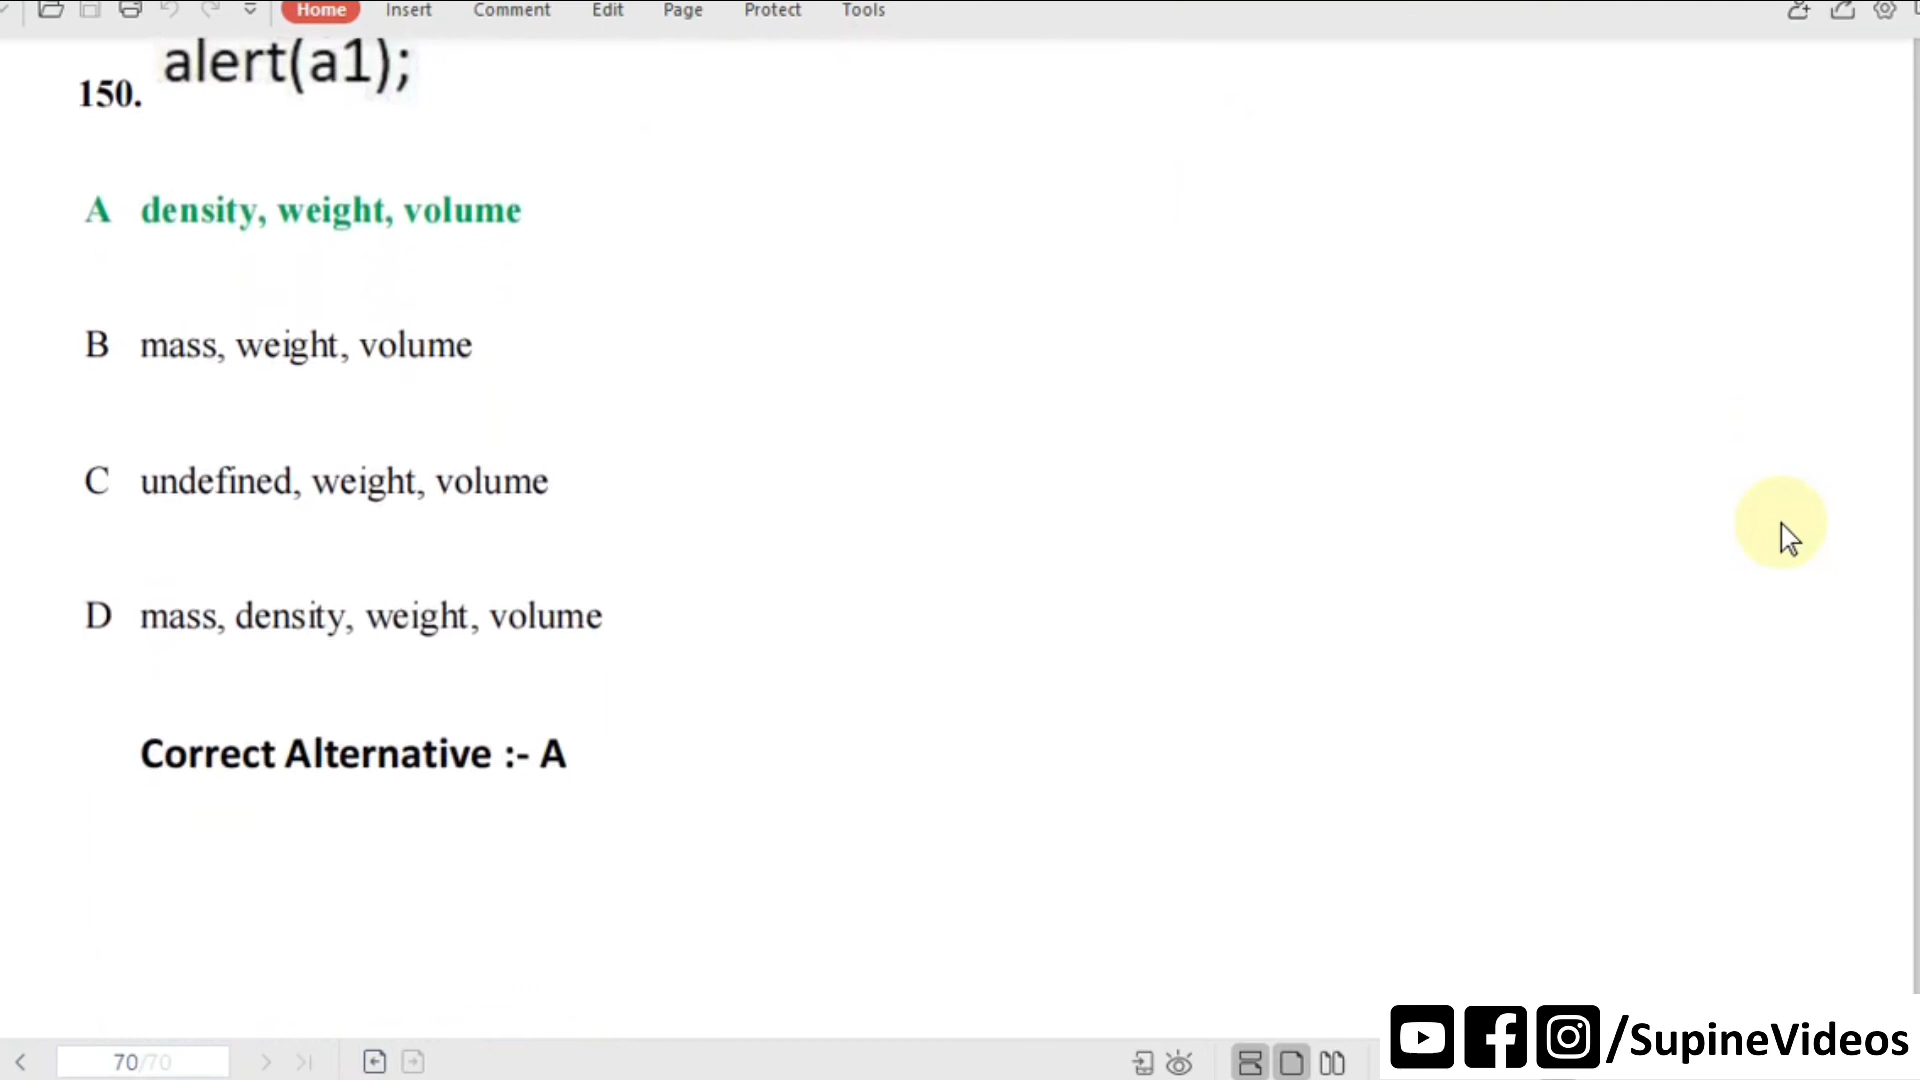 Home Insert Comment Edit Page Protect Tools
alert(a1);
150.
A density, weight, volume
B mass, weight, volume
C undefined, weight, volume
D mass, density, weight, volume
Correct Alternative :- A
70/70
/SupineVideos